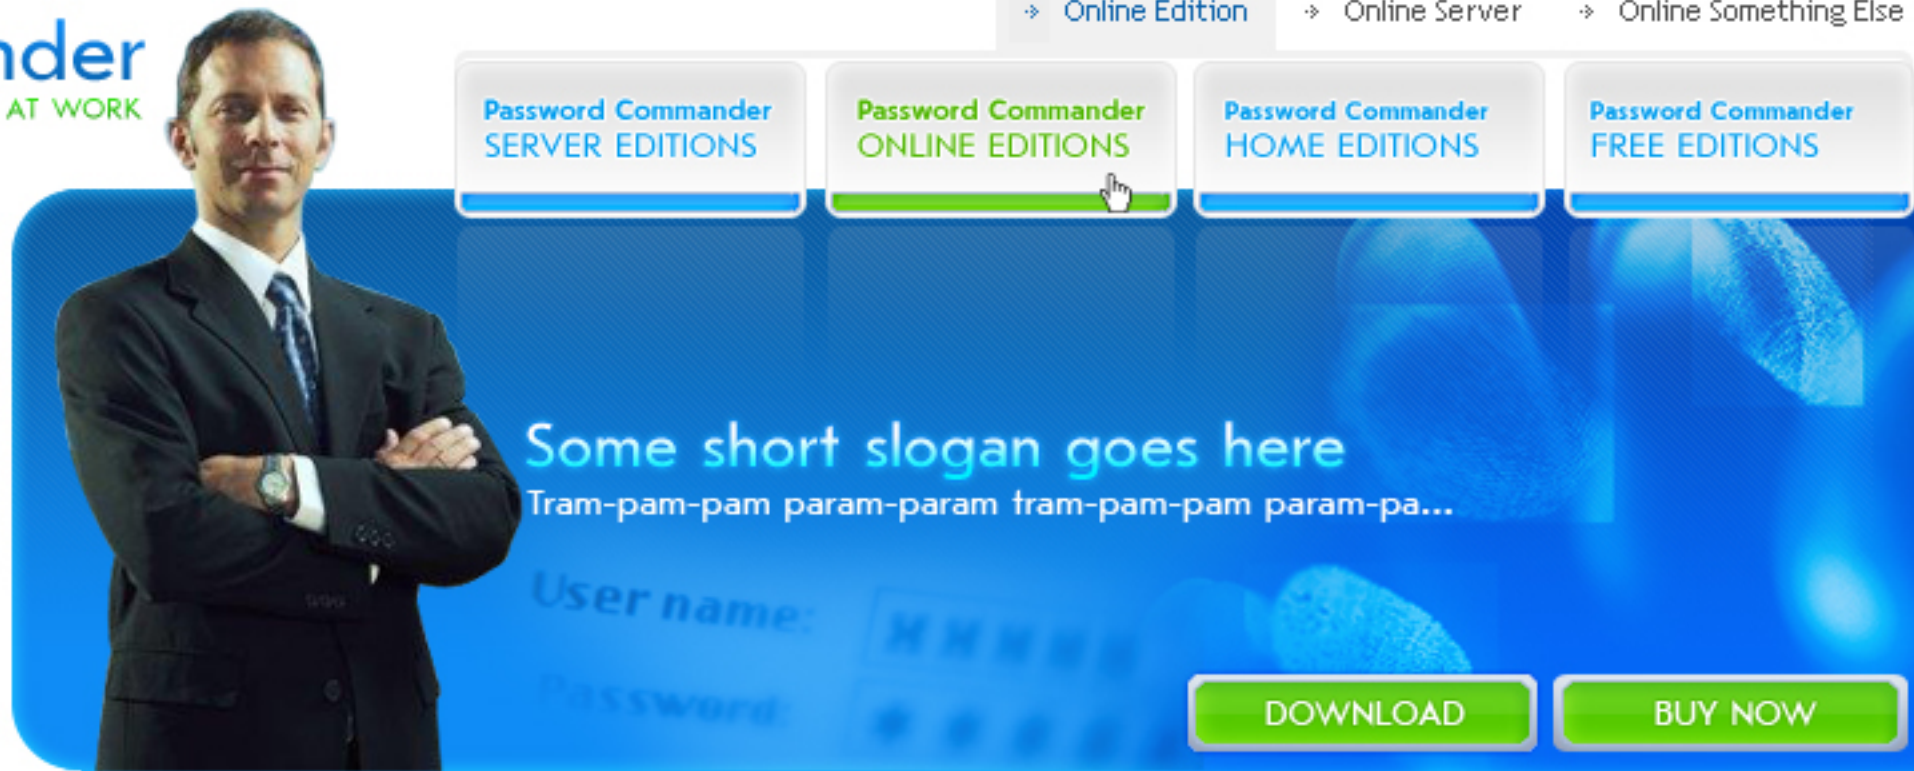 nder
AT WORK
Online Edition
Online Server
Online Something Else
Password Commander
SERVER EDITIONS
Password Commander
ONLINE EDITIONS
Password Commander
HOME EDITIONS
Password Commander
FREE EDITIONS
Some short slogan goes here
Tram-pam-pam param-param tram-pam-pam param-pa...
User name:
Password:
DOWNLOAD
BUY NOW